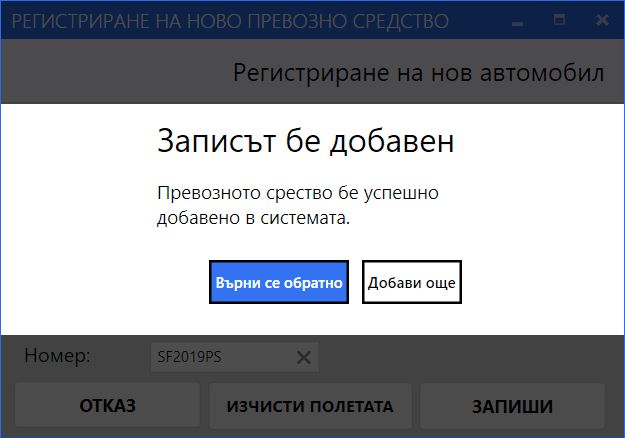 РЕГИСТРИРАНЕ НА НОВО ПРЕВОЗНО СРЕДСТВО
Регистриране на нов автомобил
Записът бе добавен
Превозното срество бе успешно
добавено в системата.
Върни се обратно
Добави още
Номер:
SF2019PS
ОТКАЗ
ИЗЧИСТИ ПОЛЕТАТА
ЗАПИШИ